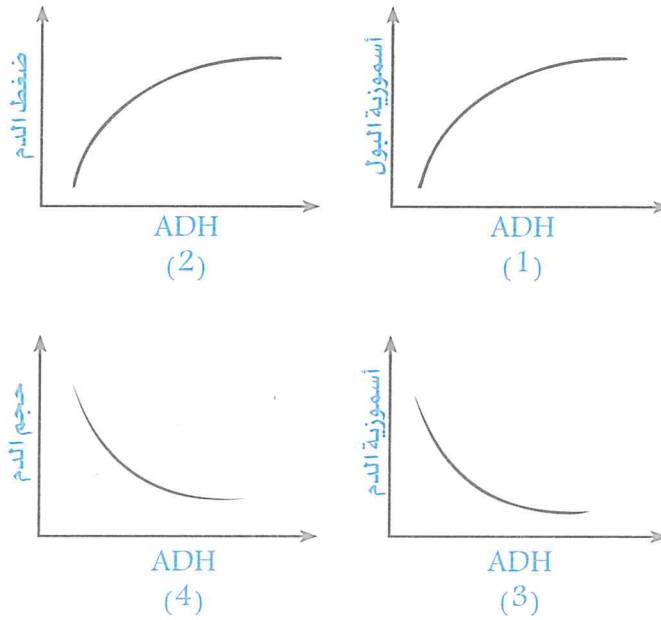 أسموزية البول
ADH
(1)
ضغط الدم
ADH
(2)
أسموزية الدم
ADH
(3)
حجم الدم
ADH
(4)